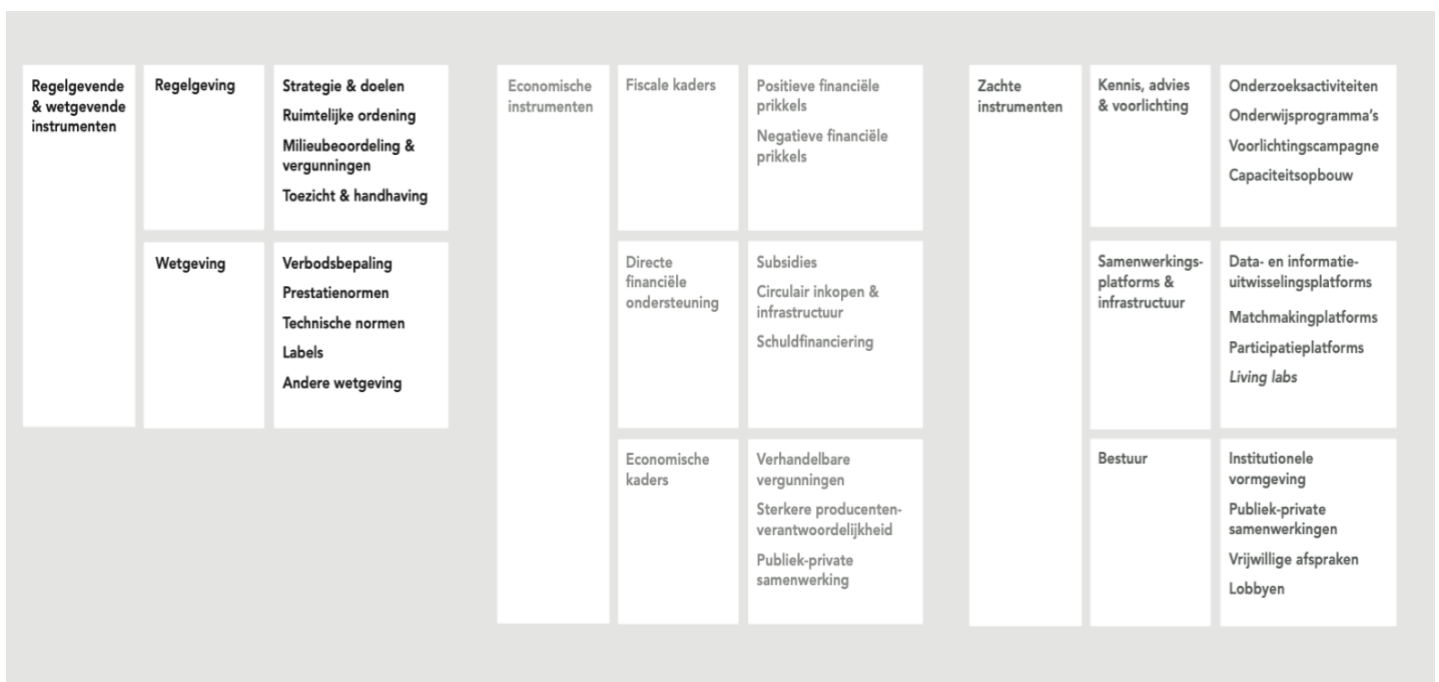 Regelgevende
& wetgevende
instrumenten
Regelgeving
Strategie & doelen
Ruimtelijke ordening
Milieubeoordeling &
vergunningen
Toezicht & handhaving
Wetgeving
Verbodsbepaling
Prestatienormen
Technische normen
Labels
Andere wetgeving
Economische
instrumenten
Fiscale kaders
Positieve financiële
prikkels
Negatieve financiële
prikkels
Directe
financiële
ondersteuning
Subsidies
Circulair inkopen &
infrastructuur
Schuldfinanciering
Economische
kaders
Verhandelbare
vergunningen
Sterkere producenten-
verantwoordelijkheid
Publiek-private
samenwerking
Zachte
instrumenten
Kennis, advies
& voorlichting
Onderzoeksactiviteiten
Onderwijsprogramma's
Voorlichtingscampagne
Capaciteitsopbouw
Samenwerkings-
platforms &
infrastructuur
Data- en informatie-
uitwisselingsplatforms
Matchmakingplatforms
Participatieplatforms
Living labs
Bestuur
Institutionele
vormgeving
Publiek-private
samenwerkingen
Vrijwillige afspraken
Lobbyen